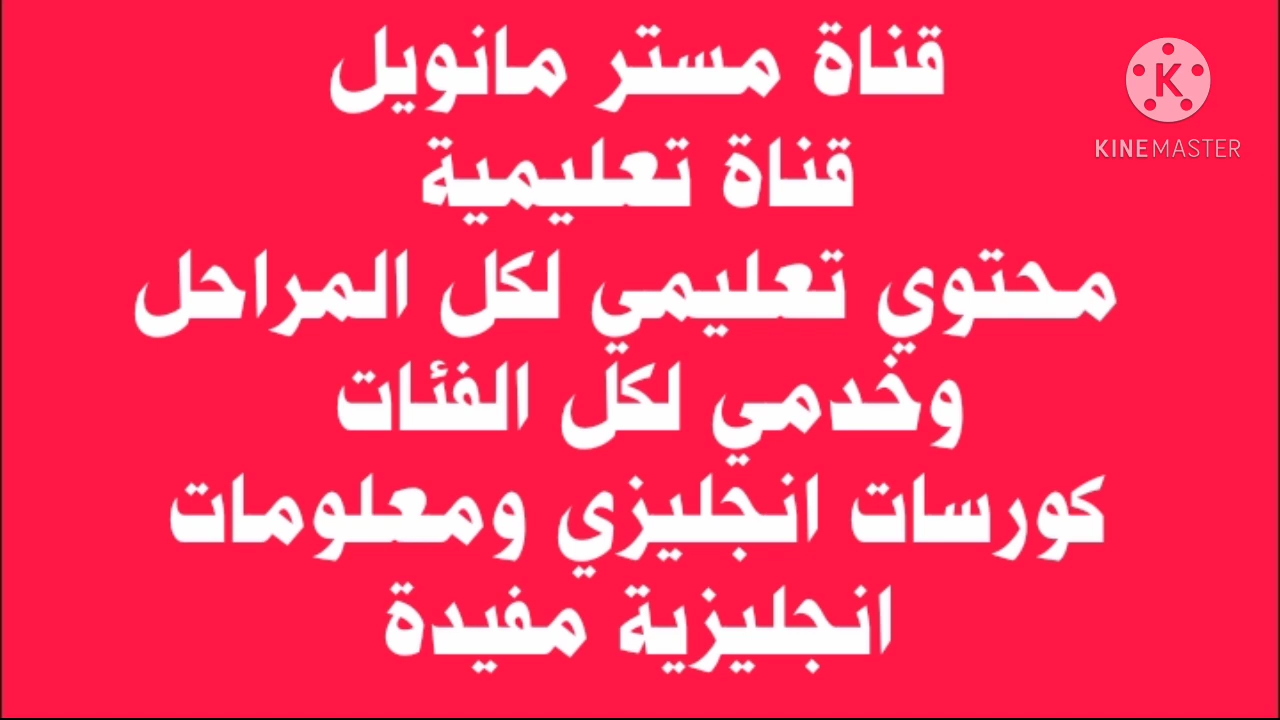 قناة مستر مانويل
قناة تعليمية
محتوي تعليمي لكل المراحل
وخدمي لكل الفئات
كورسات انجليزي ومعلومات
انجليزية مفيدة
K
KINEMASTER